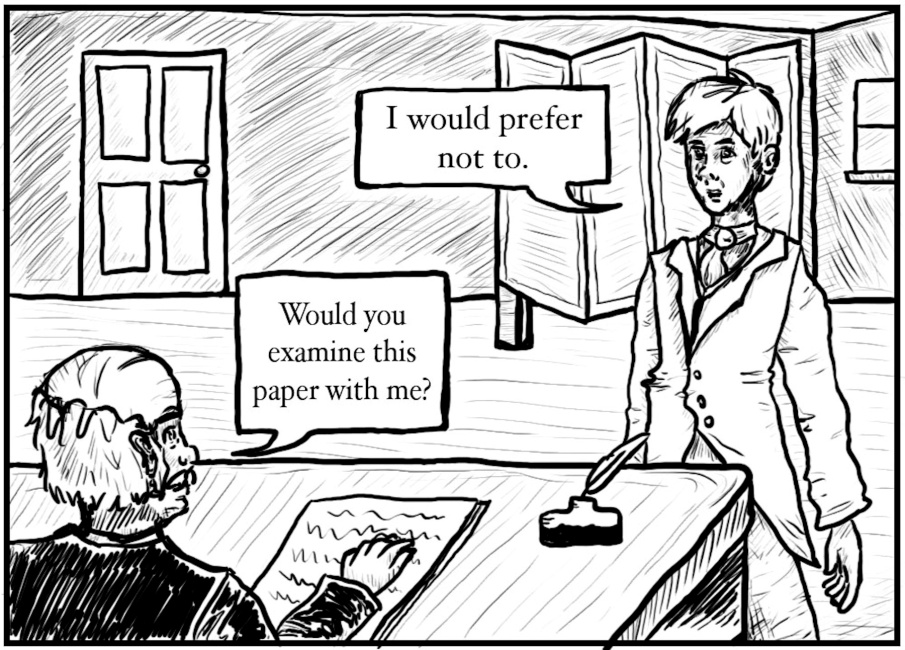 I would prefer
not to.
Would you
examine this
paper with me?